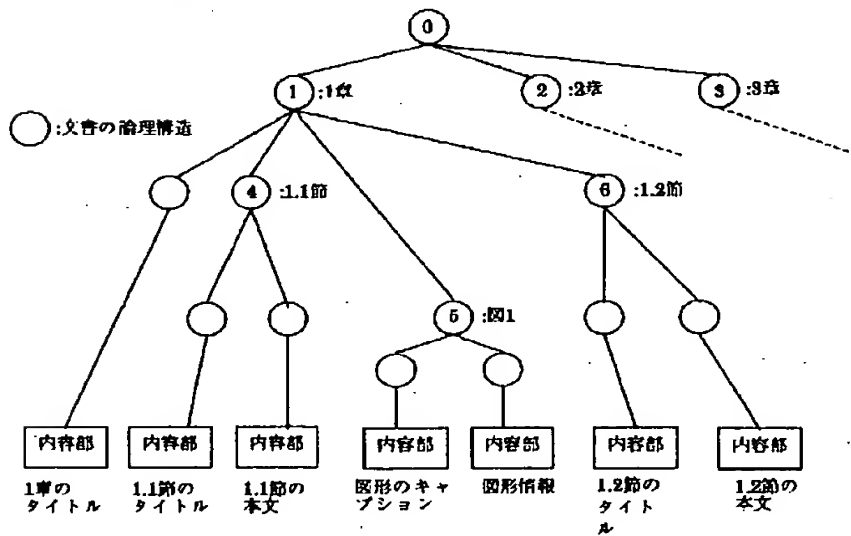 0
1 :1章
2 :2章
3 :3章
:文書の論理構造
4 :1.1節
6 :1.2節
5 :図1
内容部
内容部
内容部
内容部
内容部
内容部
内容部
1章の
タイトル
1.1節の
タイトル
1.1節の
本文
図形のキャ
プション
図形情報
1.2節の
タイト
ル
1.2節の
本文